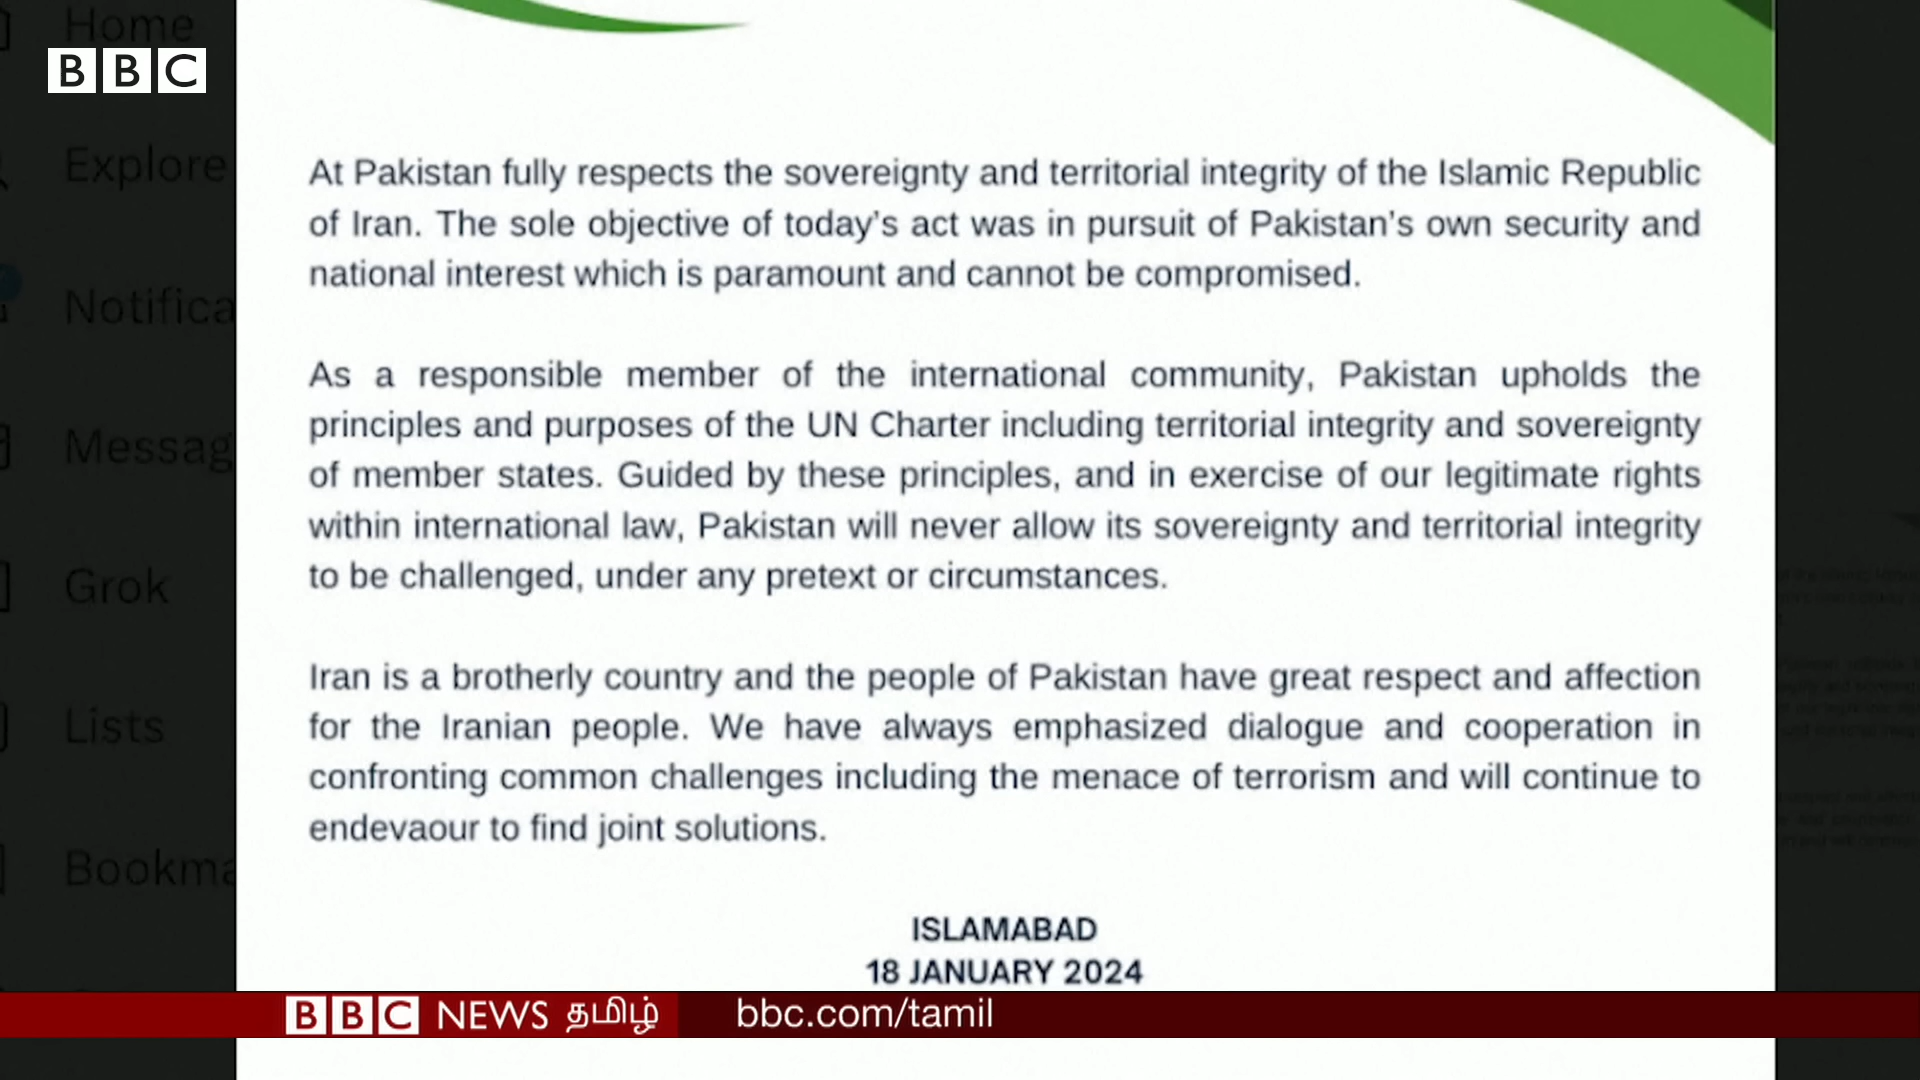 Home
BBC
Explore
Notifica
Messag
Grok
Lists
Bookma
At Pakistan fully respects the sovereignty and territorial integrity of the Islamic Republic
of Iran. The sole objective of today's act was in pursuit of Pakistan's own security and
national interest which is paramount and cannot be compromised.
As a responsible member of the international community, Pakistan upholds the
principles and purposes of the UN Charter including territorial integrity and sovereignty
of member states. Guided by these principles, and in exercise of our legitimate rights
within international law, Pakistan will never allow its sovereignty and territorial integrity
to be challenged, under any pretext or circumstances.
Iran is a brotherly country and the people of Pakistan have great respect and affection
for the Iranian people. We have always emphasized dialogue and cooperation in
confronting common challenges including the menace of terrorism and will continue to
endevaour to find joint solutions.
ISLAMABAD
18 JANUARY 2024
BBC NEWS தமிழ் bbc.com/tamil